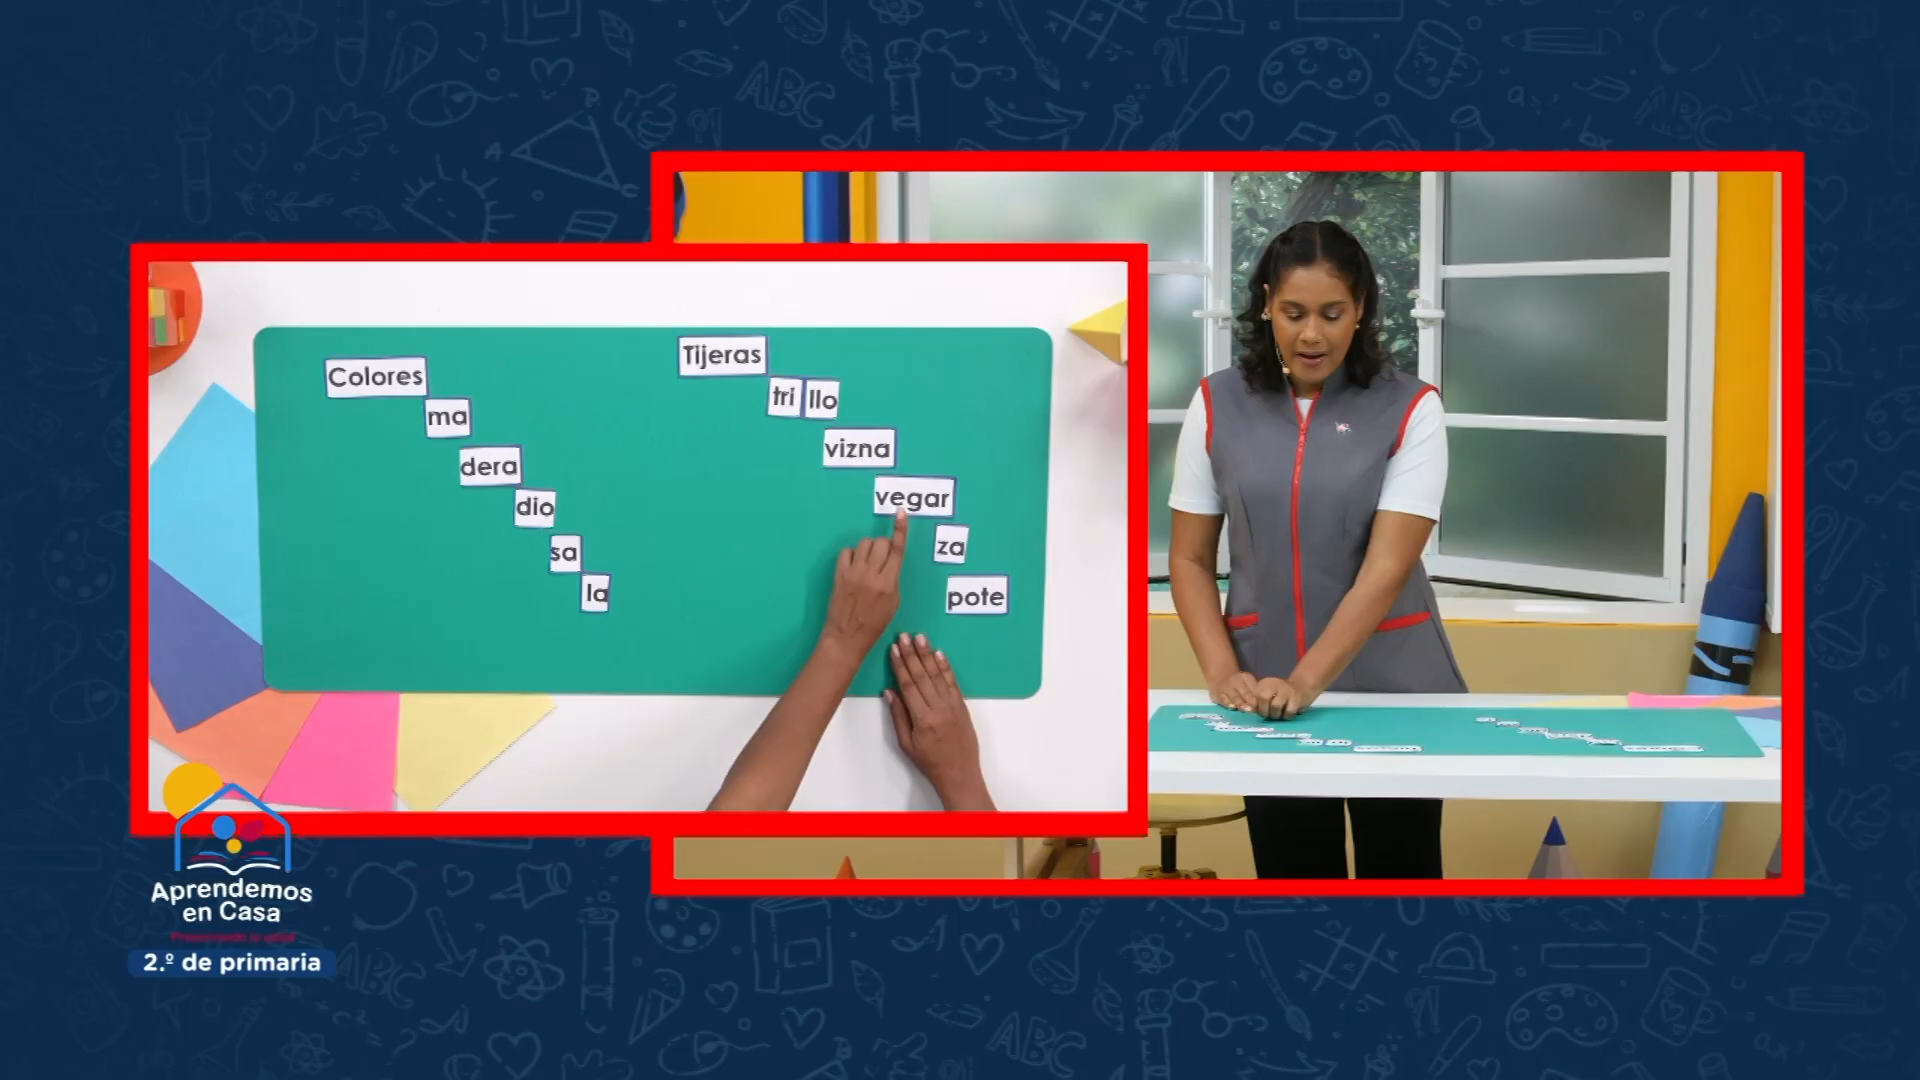 Colores
ma
dera
dio
sa
la
Tijeras
tri llo
vizna
vegar
za
pote
Aprendemos
en Casa
2.º de primaria